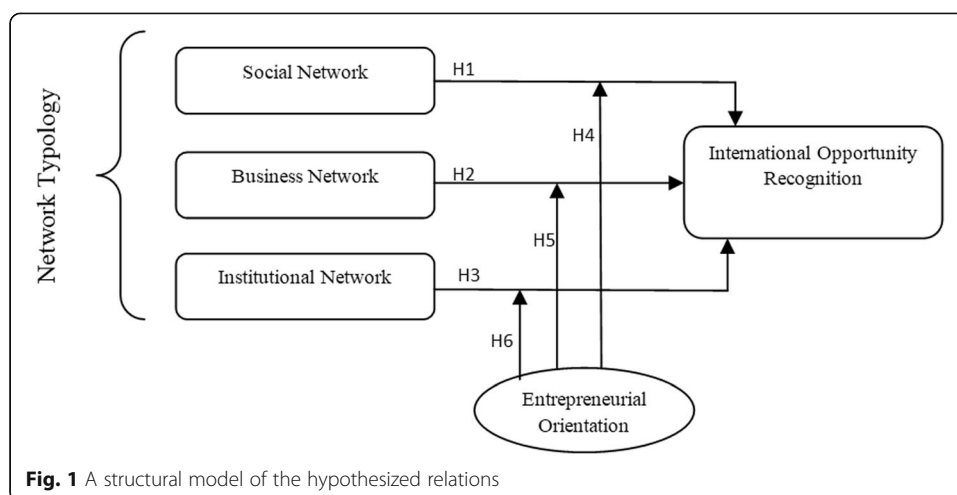 Network Typology
Social Network
H1
H4
International Opportunity
Recognition
Business Network
H2
H5
Institutional Network
H3
H6
Entrepreneurial
Orientation
Fig. 1 A structural model of the hypothesized relations